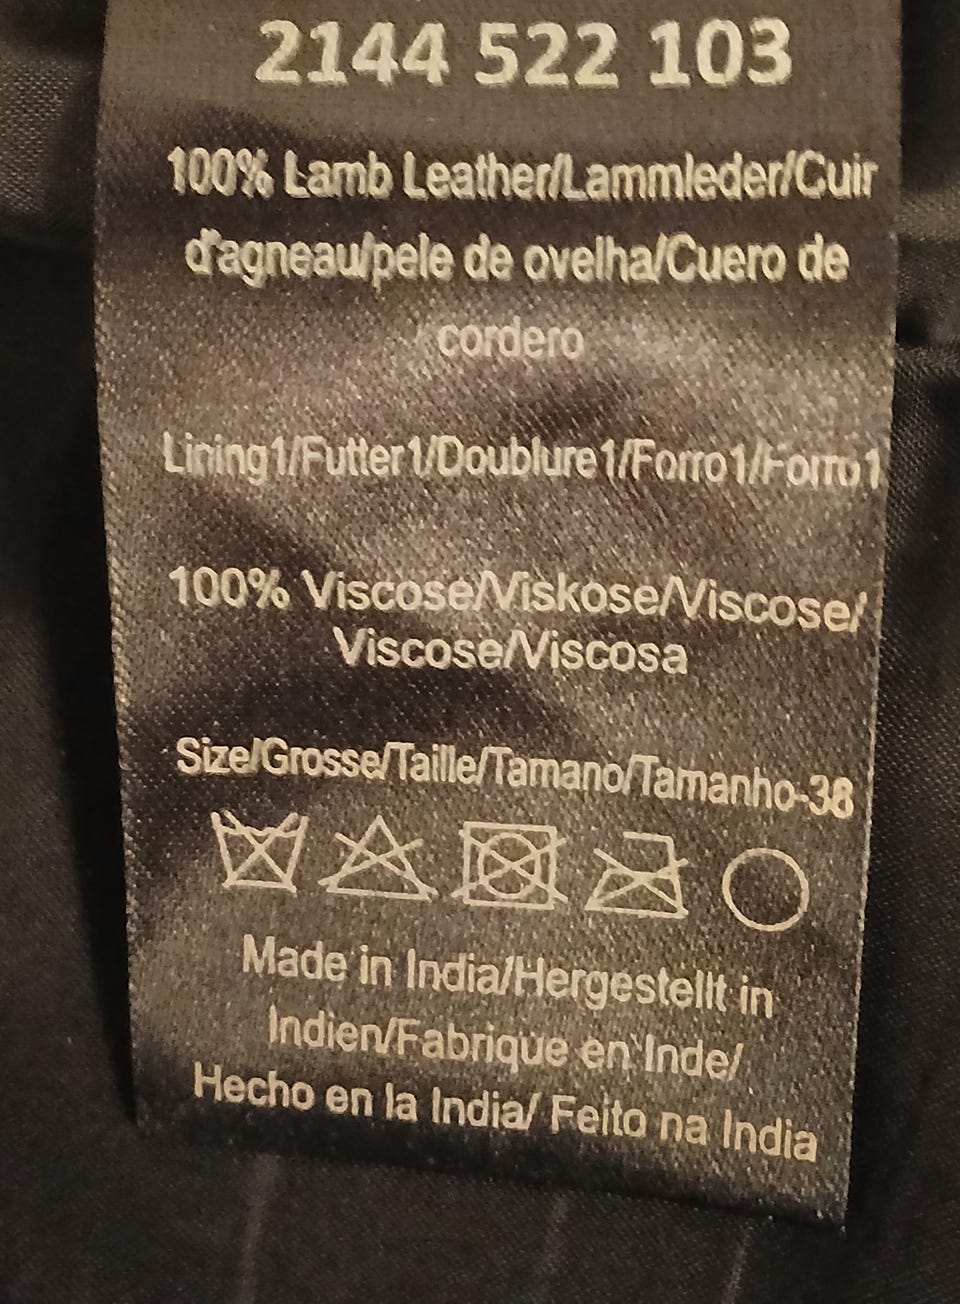 2144 522 103
100% Lamb Leather/Lammleder/Cuir
d'agneau/pele de ovelha/Cuero de
cordero
Lining1/Futter1/Doublure1/Forro1/Forro1
100% Viscose/Viskose/Viscose/
Viscose/Viscosa
Size/Grosse/Taille/Tamano/Tamanho-38
Made in India/Hergestellt in
Indien/Fabrique en Inde/
Hecho en la India/ Feito na India